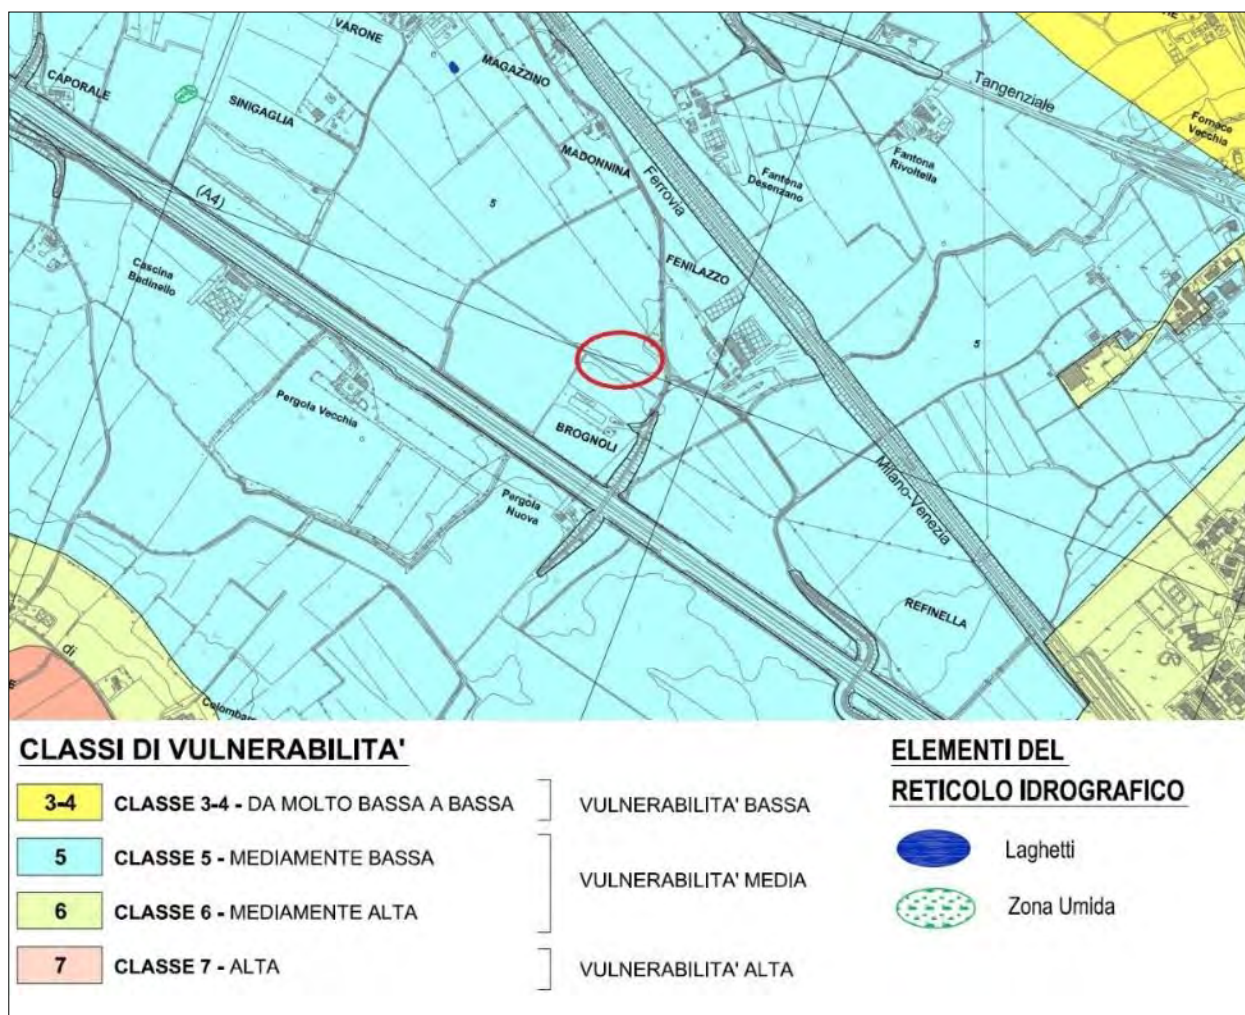 VARONE
CAPORALE
MAGAZZINO
SINIGAGLIA
Tangenziale
Fornace
Vecchia
MADONNINA
Fantona
Rivoltella
Fantona
Desenzano
(A4)
Ferrovia
5
Cascina
Badinello
FENILAZZO
5
Pergola Vecchia
BROGNOLI
Pergola
Nuova
Milano-Venezia
REFINELLA
di
CLASSI DI VULNERABILITA'
3-4 CLASSE 3-4 - DA MOLTO BASSA A BASSA
VULNERABILITA' BASSA
5 CLASSE 5 - MEDIAMENTE BASSA
6 CLASSE 6 - MEDIAMENTE ALTA
VULNERABILITA' MEDIA
7 CLASSE 7 - ALTA
VULNERABILITA' ALTA
ELEMENTI DEL
RETICOLO IDROGRAFICO
Laghetti
Zona Umida